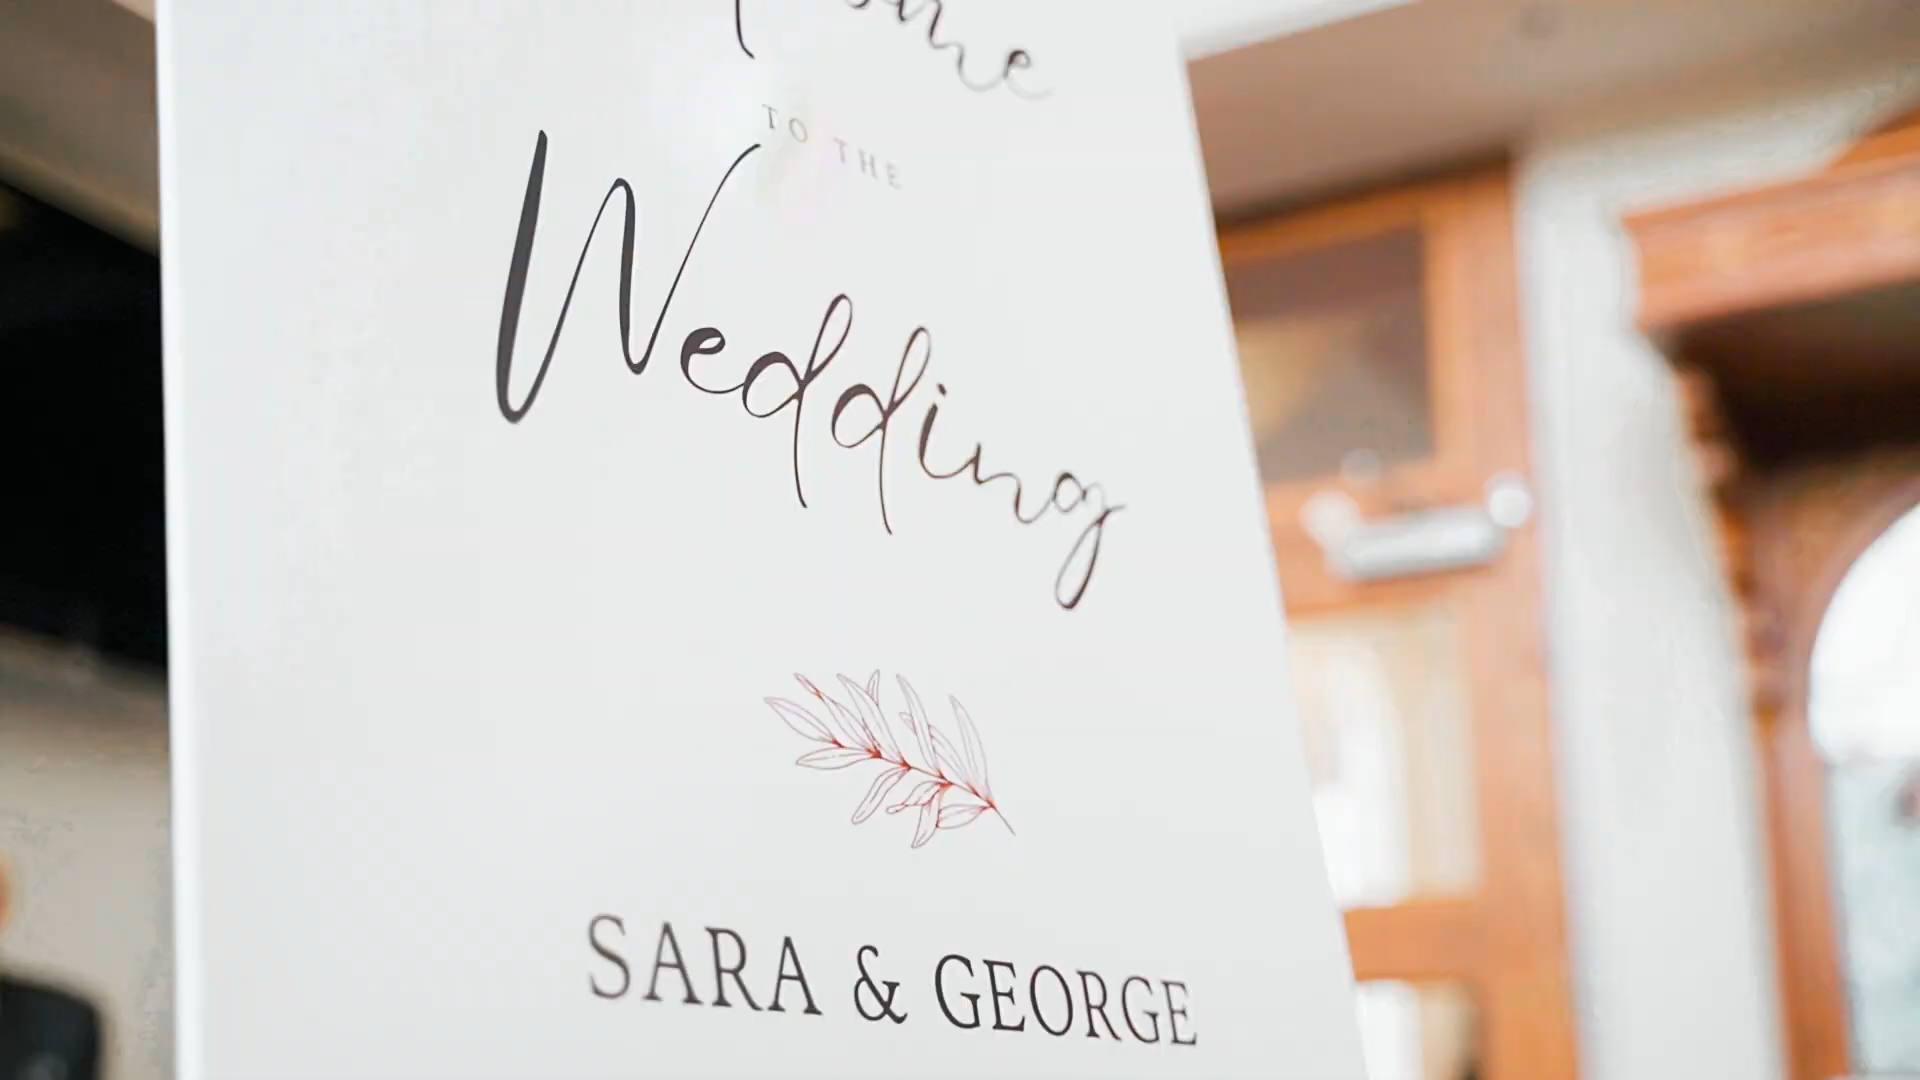 TO THE
Wedding
SARA & GEORGE